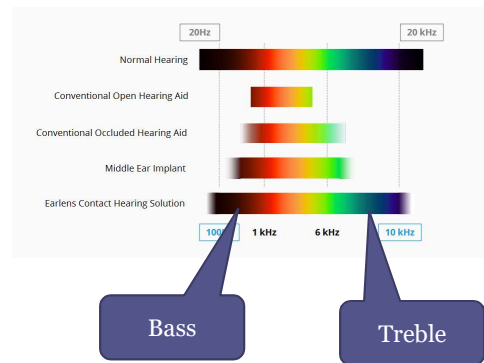 20Hz 20 kHz
Normal Hearing
Conventional Open Hearing Aid
Conventional Occluded Hearing Aid
Middle Ear Implant
Earlens Contact Hearing Solution
1 kHz 6 kHz 10 kHz
Bass Treble